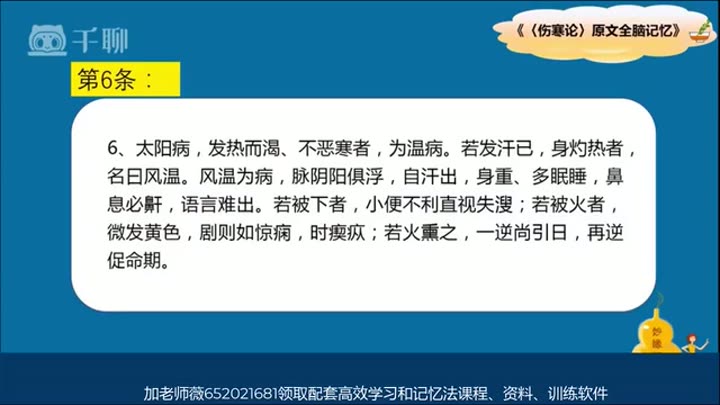 千聊
《〈伤寒论〉原文全脑记忆》
第6条：
6、太阳病，发热而渴、不恶寒者，为温病。若发汗已，身灼热者，
名曰风温。风温为病，脉阴阳俱浮，自汗出，身重、多眠睡，鼻
息必鼾，语言难出。若被下者，小便不利直视失溲；若被火者，
微发黄色，剧则如惊痫，时瘈疭；若火熏之，一逆尚引日，再逆
促命期。
妙
缘
加老师薇652021681领取配套高效学习和记忆法课程、资料、训练软件